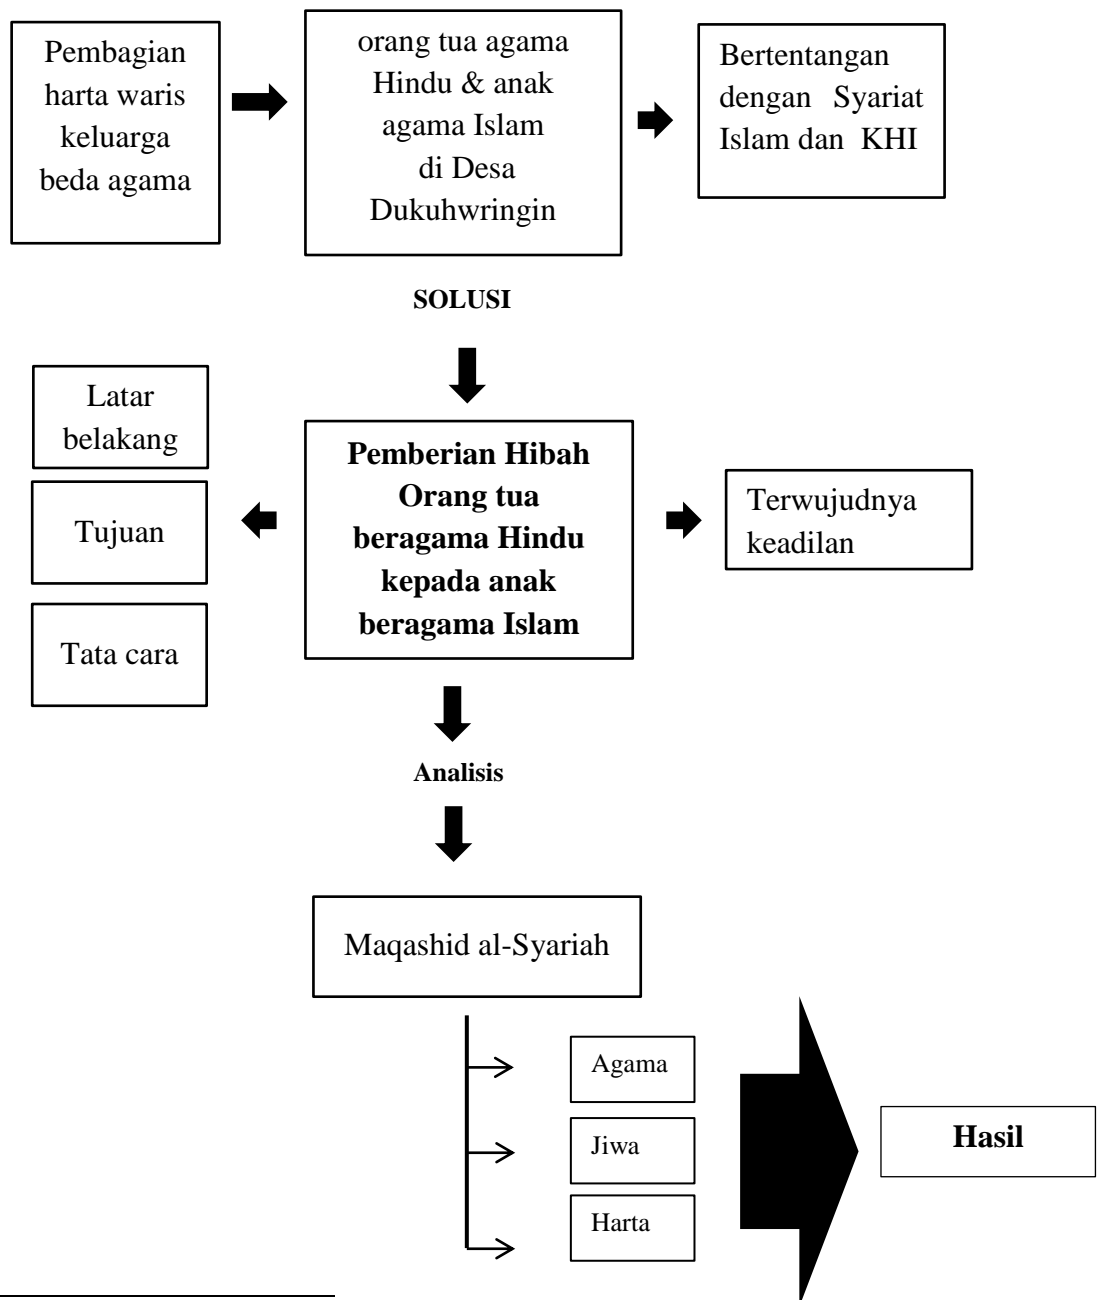 Pembagian
harta waris
keluarga
beda agama
orang tua agama
Hindu & anak
agama Islam
di Desa
Dukuhwringin
Bertentangan
dengan Syariat
Islam dan KHI
SOLUSI
Latar
belakang
Tujuan
Tata cara
Pemberian Hibah
Orang tua
beragama Hindu
kepada anak
beragama Islam
Terwujudnya
keadilan
Analisis
Maqashid al-Syariah
Agama
Jiwa
Harta
Hasil